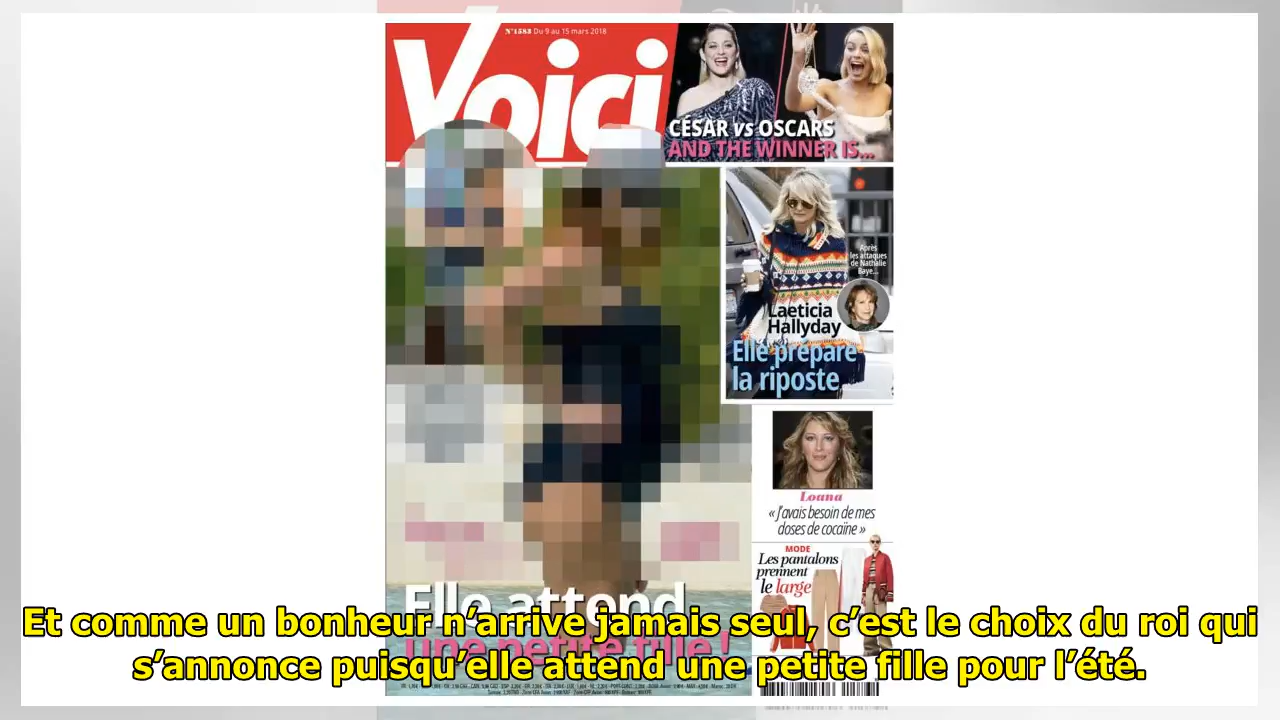 N°1583 Du 9 au 15 mars 2018
Voici
CÉSAR vs OSCARS
AND THE WINNER IS...
Après
les attaques
de Nathalie
Baye...
Laeticia
Hallyday
Elle prépare
la riposte
Loana
« J'avais besoin de mes
doses de cocaïne »
MODE
Les pantalons
prennent
le large
Elle attend
une petite fille !
Et comme un bonheur n’arrive jamais seul, c’est le choix du roi qui
s’annonce puisqu’elle attend une petite fille pour l’été.